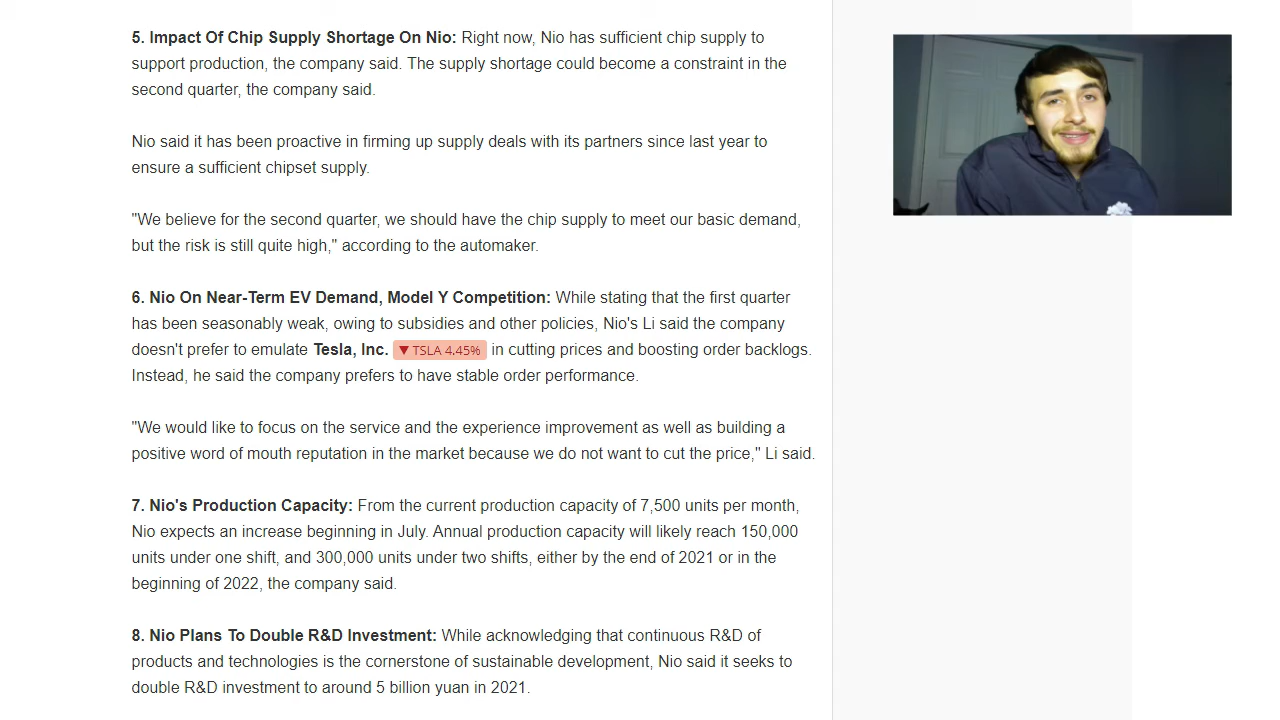 5. Impact Of Chip Supply Shortage On Nio: Right now, Nio has sufficient chip supply to
support production, the company said. The supply shortage could become a constraint in the
second quarter, the company said.
Nio said it has been proactive in firming up supply deals with its partners since last year to
ensure a sufficient chipset supply.
"We believe for the second quarter, we should have the chip supply to meet our basic demand,
but the risk is still quite high," according to the automaker.
6. Nio On Near-Term EV Demand, Model Y Competition: While stating that the first quarter
has been seasonably weak, owing to subsidies and other policies, Nio's Li said the company
doesn't prefer to emulate Tesla, Inc. ▼ TSLA 4.45% in cutting prices and boosting order backlogs.
Instead, he said the company prefers to have stable order performance.
"We would like to focus on the service and the experience improvement as well as building a
positive word of mouth reputation in the market because we do not want to cut the price," Li said.
7. Nio's Production Capacity: From the current production capacity of 7,500 units per month,
Nio expects an increase beginning in July. Annual production capacity will likely reach 150,000
units under one shift, and 300,000 units under two shifts, either by the end of 2021 or in the
beginning of 2022, the company said.
8. Nio Plans To Double R&D Investment: While acknowledging that continuous R&D of
products and technologies is the cornerstone of sustainable development, Nio said it seeks to
double R&D investment to around 5 billion yuan in 2021.